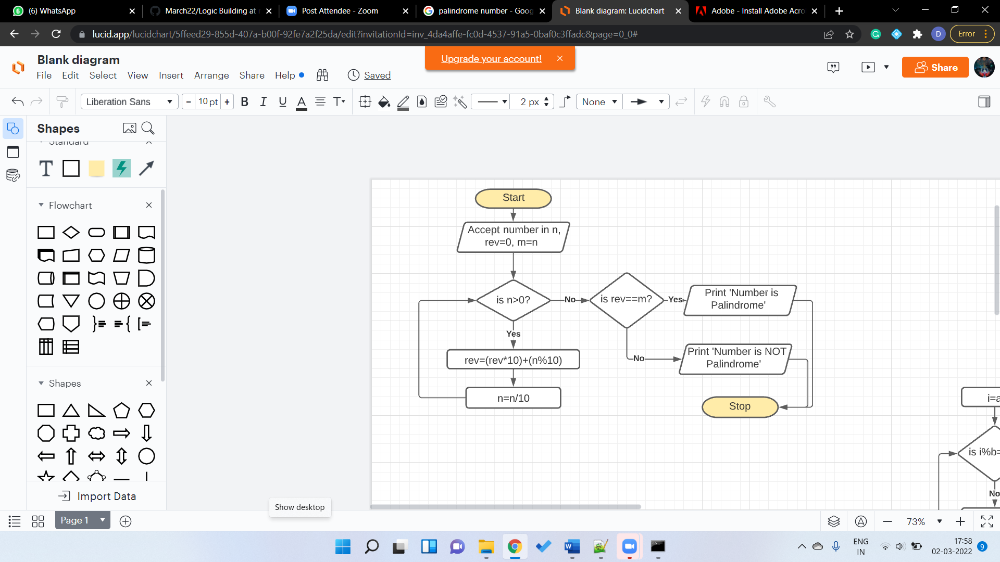 6
(6) WhatsApp
March22/Logic Building at
Post Attendee - Zoom
palindrome number - Goog
Blank diagram: Lucidchart
Adobe - Install Adobe Acro
lucid.app/lucidchart/5ffeed29-855d-407a-b00f-92fe7a2f25da/edit?invitationId=inv_4da4affe-fc0d-4537-91a5-0baf0c3ffadc&page=0_0#
G
D
Error
Blank diagram
Upgrade your account!
File Edit Select View Insert Arrange Share Help
Saved
Share
Liberation Sans
- 10 pt +
B I U A T
2 px
None
Shapes
Standard
T
Flowchart
Shapes
Import Data
Start
Accept number in n,
rev=0, m=n
is n>0?
No
is rev==m?
Yes
Print 'Number is
Palindrome'
Yes
rev=(rev*10)+(n%10)
No
Print 'Number is NOT
Palindrome'
n=n/10
Stop
i=a
is i%b=
No
Show desktop
Page 1
73%
ENG
IN
17:58
02-03-2022
9